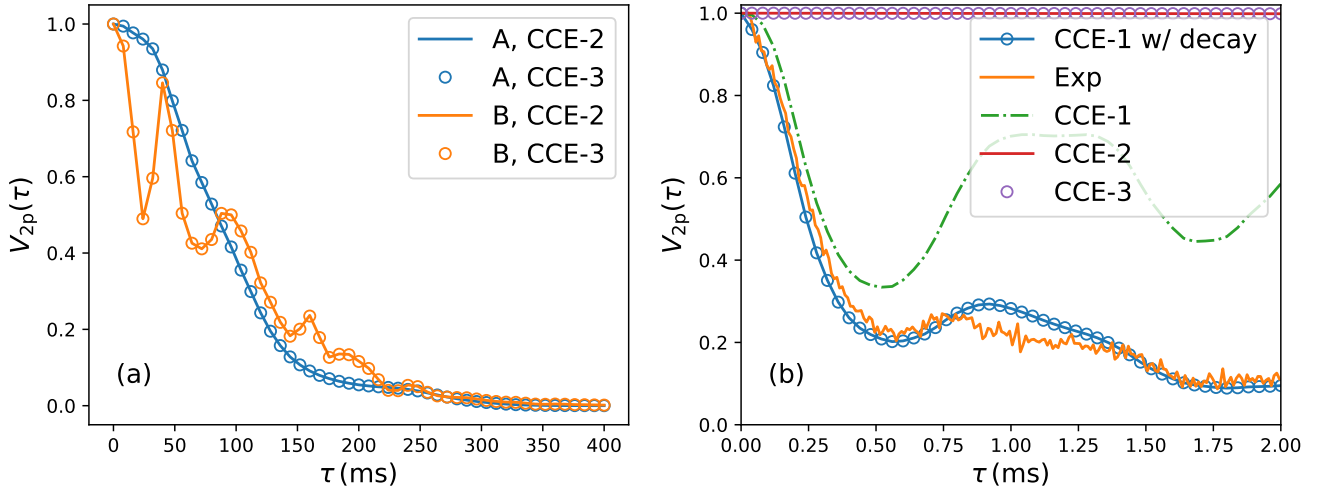 V2p(τ)
1.0
0.8
0.6
0.4
0.2
0.0
A, CCE-2
A, CCE-3
B, CCE-2
B, CCE-3
(a)
0 50 100 150 200 250 300 350 400
τ (ms)
V2p(τ)
1.0
0.8
0.6
0.4
0.2
0.0
CCE-1 w/ decay
Exp
CCE-1
CCE-2
CCE-3
(b)
0.00 0.25 0.50 0.75 1.00 1.25 1.50 1.75 2.00
τ (ms)